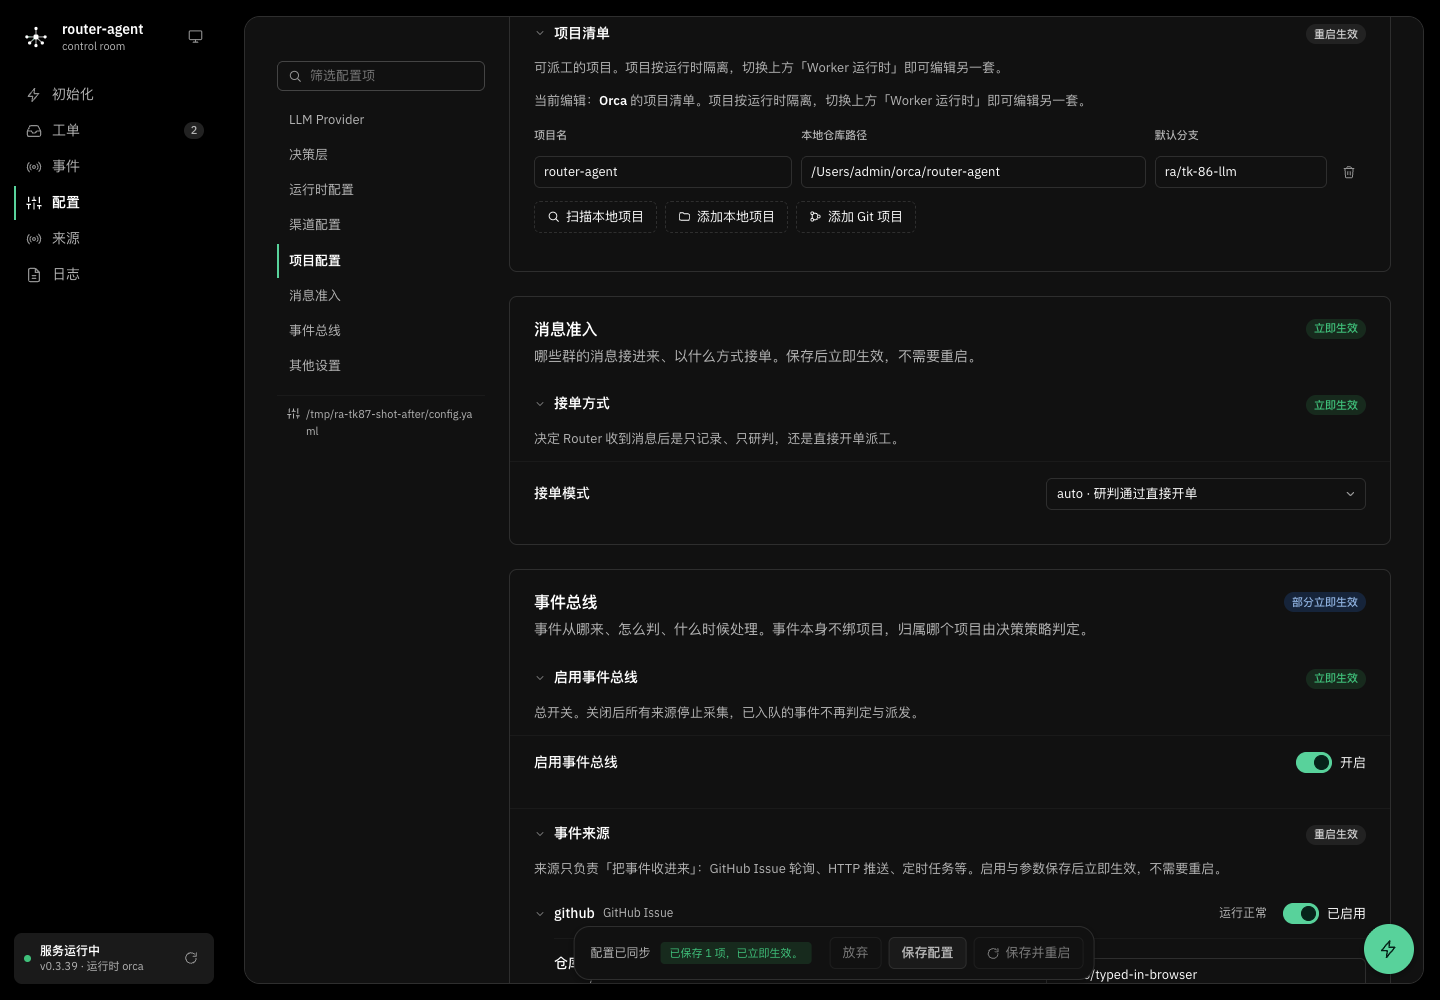 router-agent
control room
初始化
工单 2
事件
配置
来源
日志
服务运行中
v0.3.39 · 运行时 orca
筛选配置项
LLM Provider
决策层
运行时配置
渠道配置
项目配置
消息准入
事件总线
其他设置
/tmp/ra-tk87-shot-after/config.ya
ml
项目清单 重启生效
可派工的项目。项目按运行时隔离，切换上方「Worker 运行时」即可编辑另一套。
当前编辑：Orca 的项目清单。项目按运行时隔离，切换上方「Worker 运行时」即可编辑另一套。
项目名 本地仓库路径 默认分支
router-agent /Users/admin/orca/router-agent ra/tk-86-llm
扫描本地项目 添加本地项目 添加 Git 项目
消息准入 立即生效
哪些群的消息接进来、以什么方式接单。保存后立即生效，不需要重启。
接单方式 立即生效
决定 Router 收到消息后是只记录、只研判，还是直接开单派工。
接单模式 auto · 研判通过直接开单
事件总线 部分立即生效
事件从哪来、怎么判、什么时候处理。事件本身不绑项目，归属哪个项目由决策策略判定。
启用事件总线 立即生效
总开关。关闭后所有来源停止采集，已入队的事件不再判定与派发。
启用事件总线 开启
事件来源 重启生效
来源只负责「把事件收进来」：GitHub Issue 轮询、HTTP 推送、定时任务等。启用与参数保存后立即生效，不需要重启。
github GitHub Issue 运行正常 已启用
配置已同步 已保存 1 项，已立即生效。 放弃 保存配置 保存并重启
仓 /typed-in-browser